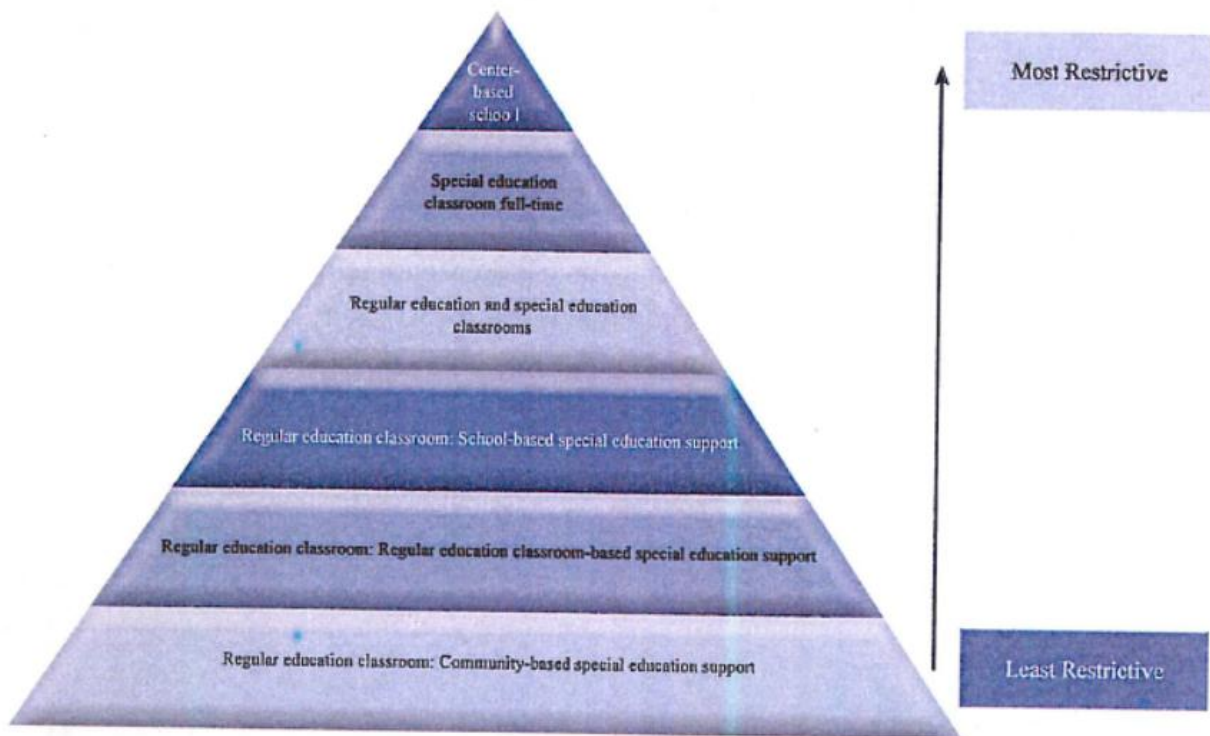 Center-
based
schoo l
Most Restrictive
Special education
classroom full-time
Regular education and special education
classrooms
Regular education classroom: School-based special education support
Regular education classroom: Regular education classroom-based special education support
Regular education classroom: Community-based special education support
Least Restrictive